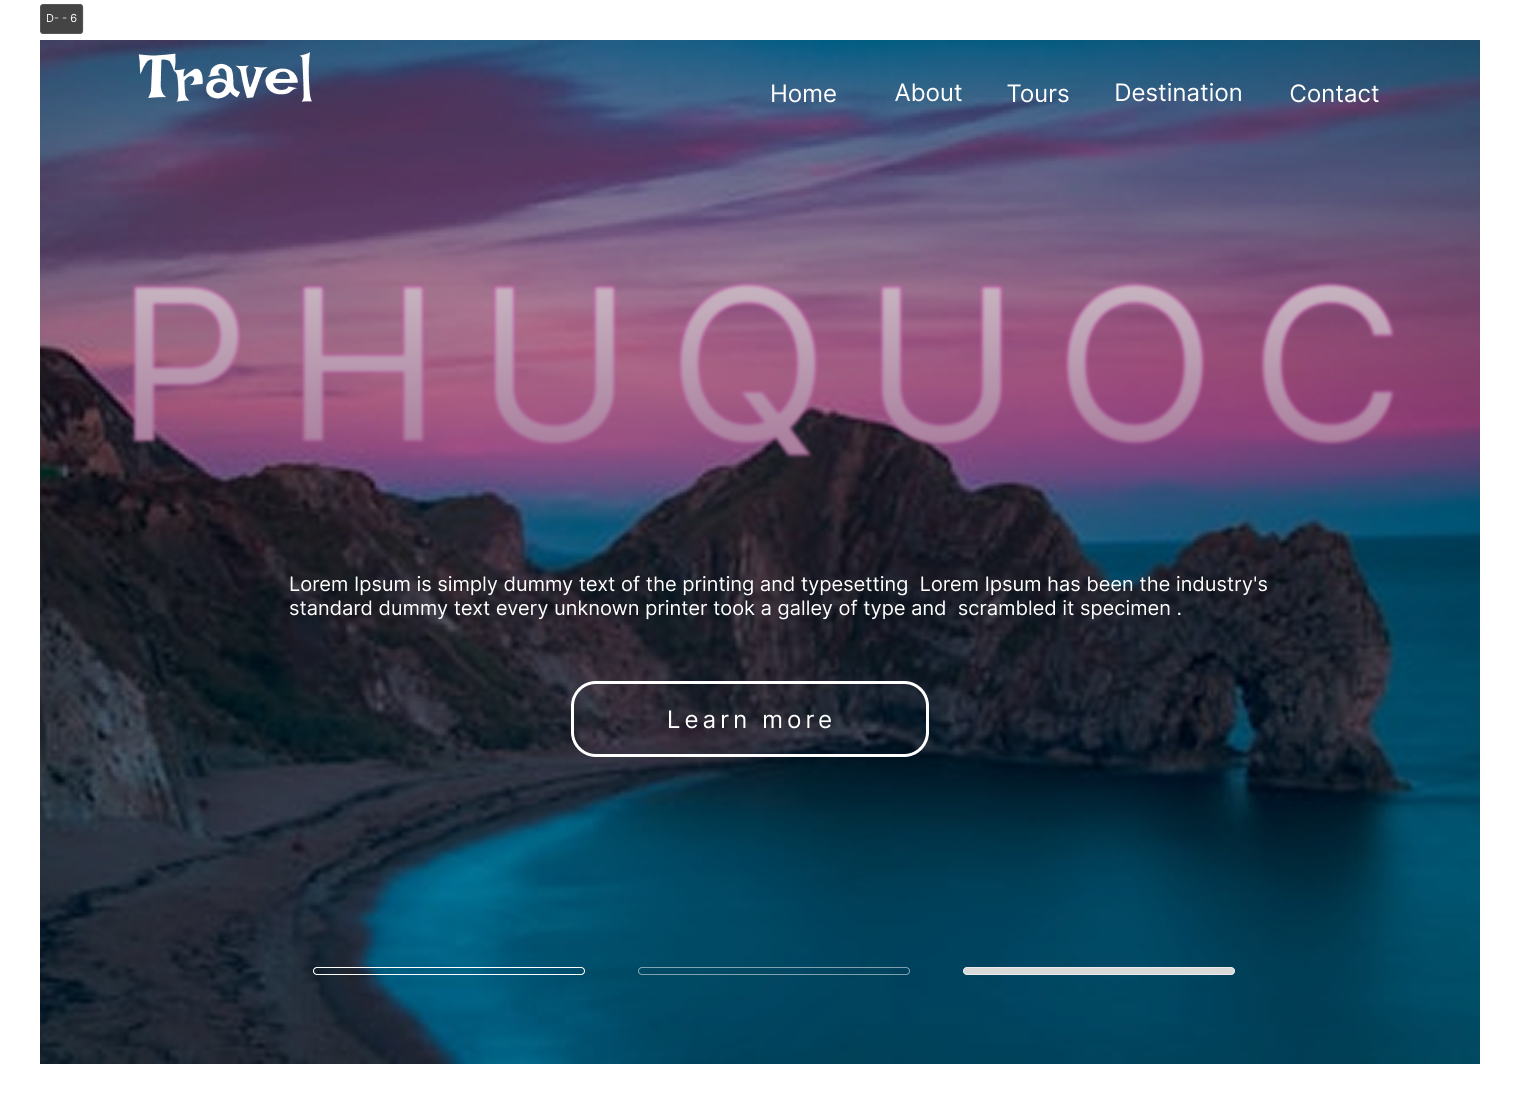 D- - 6
Travel
Home About Tours Destination Contact
PHUQUOC
Lorem Ipsum is simply dummy text of the printing and typesetting  Lorem Ipsum has been the industry's
standard dummy text every unknown printer took a galley of type and  scrambled it specimen .
Learn more